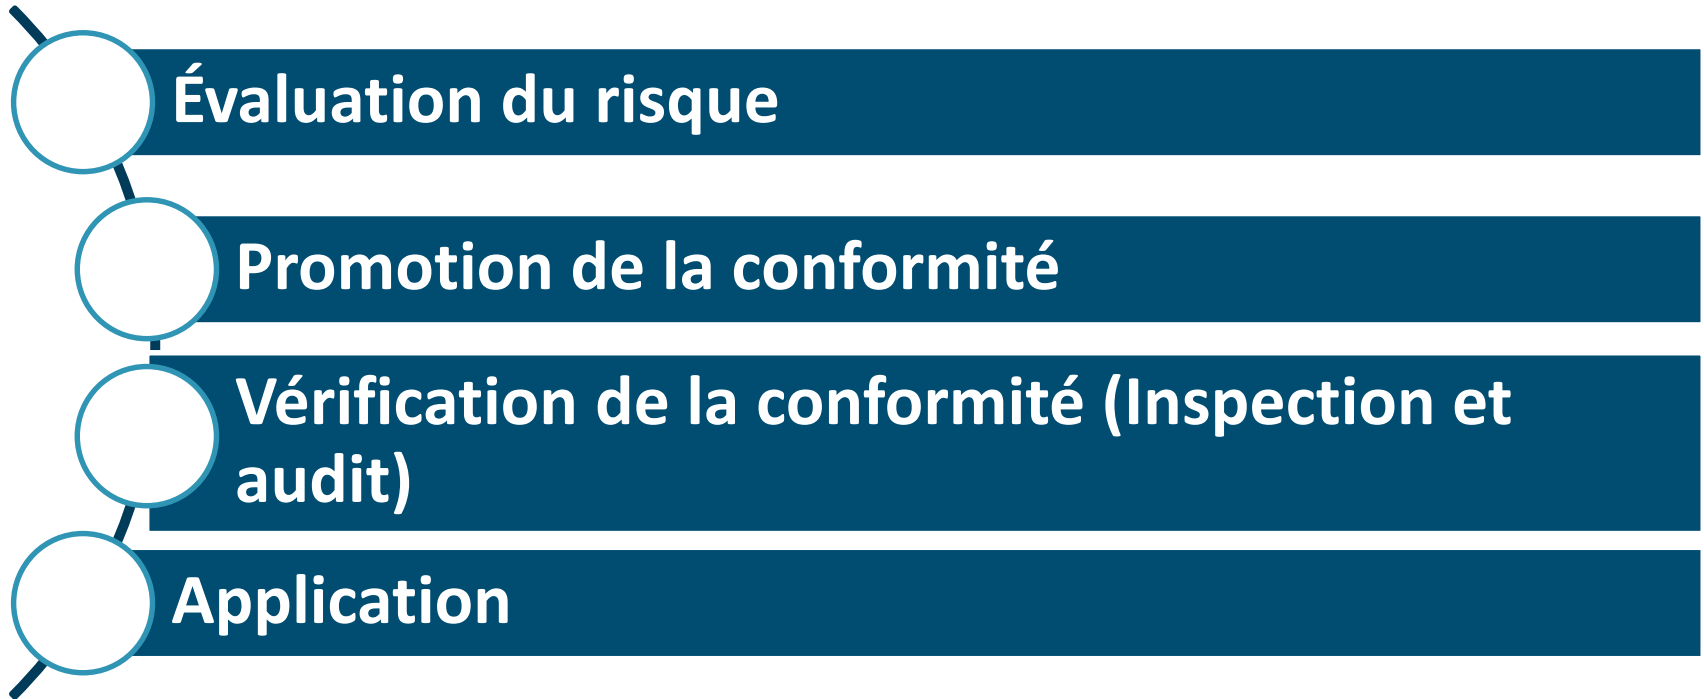 Évaluation du risque
Promotion de la conformité
Vérification de la conformité (Inspection et
audit)
Application